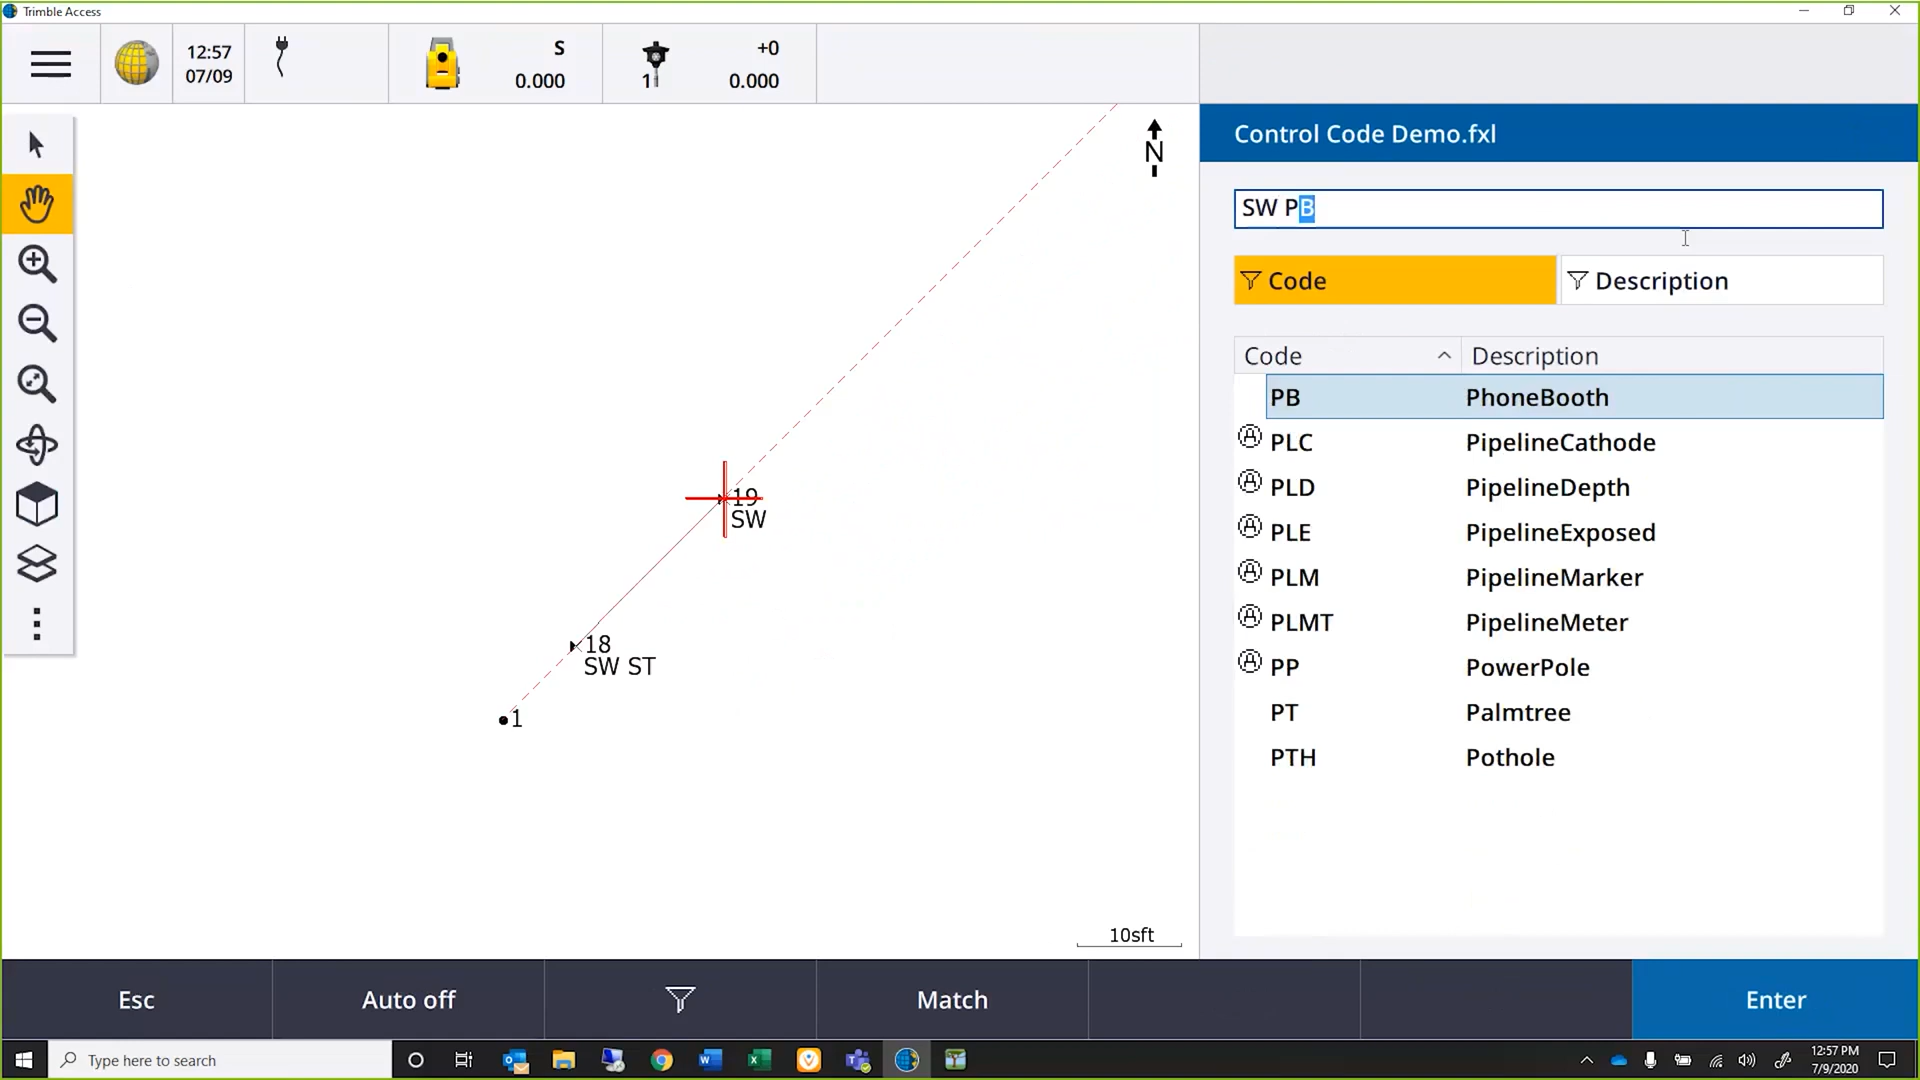 Trimble Access
12:57
07/09
S
0.000
1
+0
0.000
N
Control Code Demo.fxl
SW PB
Code
Description
Code
Description
PB PhoneBooth
PLC PipelineCathode
PLD PipelineDepth
PLE PipelineExposed
PLM PipelineMarker
PLMT PipelineMeter
PP PowerPole
PT Palmtree
PTH Pothole
19
SW
18
SW ST
1
10sft
Esc
Auto off
Match
Enter
Type here to search
12:57 PM
7/9/2020